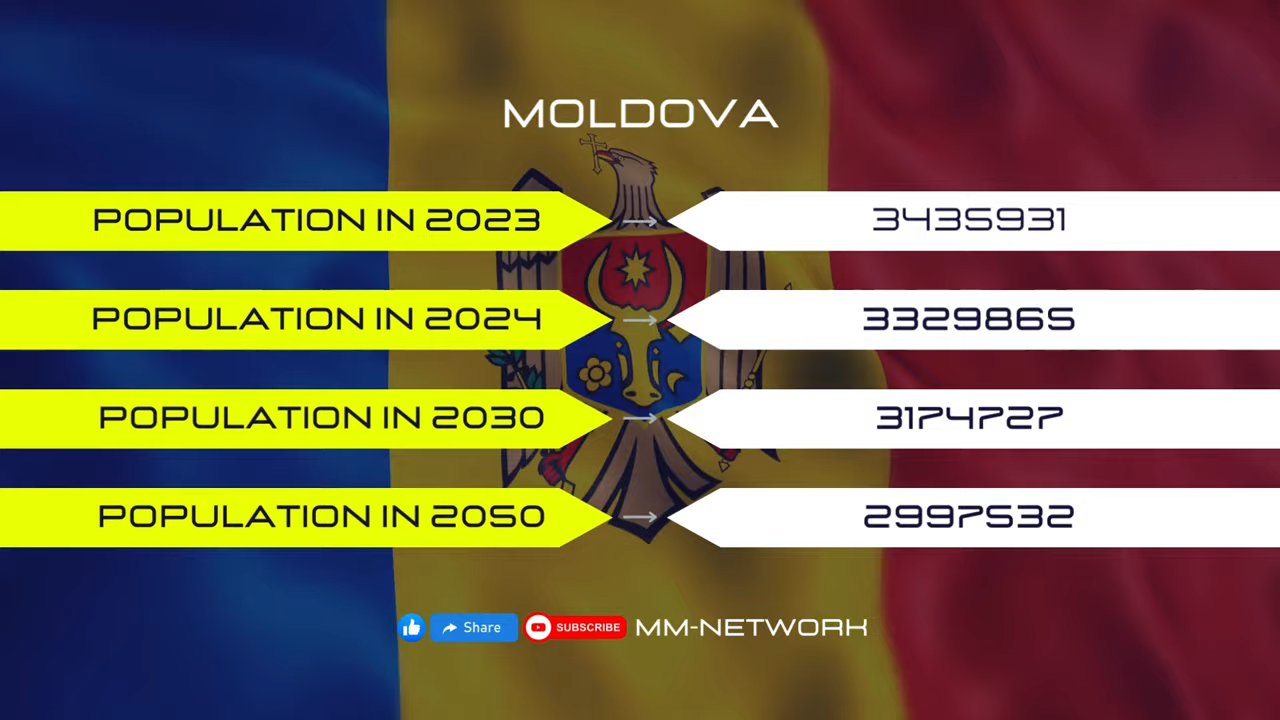 MOLDOVA
POPULATION IN 2023 → 3435931
POPULATION IN 2024 → 3329865
POPULATION IN 2030 → 3174727
POPULATION IN 2050 → 2997532
Share SUBSCRIBE MM-NETWORK